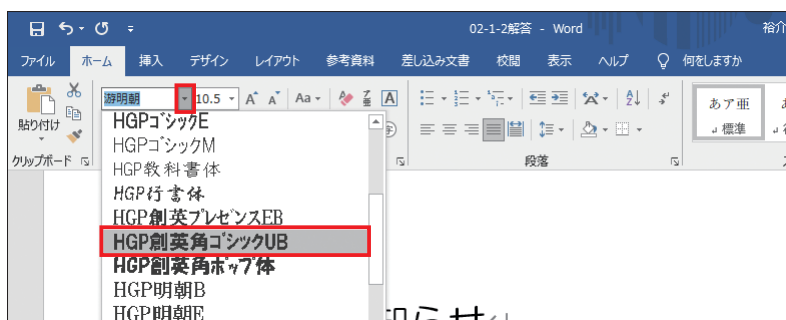 02-1-2解答 - Word
裕介
ファイル ホーム 挿入 デザイン レイアウト 参考資料 差し込み文書 校閲 表示 ヘルプ 何をしますか
游明朝 10.5 A A Aa A
貼り付け
クリップボード
段落
あア亜
標準
HGPゴシックE
HGPゴシックM
HGP教科書体
HGP行書体
HGP創英プレゼンスEB
HGP創英角ゴシックUB
HGP創英角ポップ体
HGP明朝B
HGP明朝E
らせ